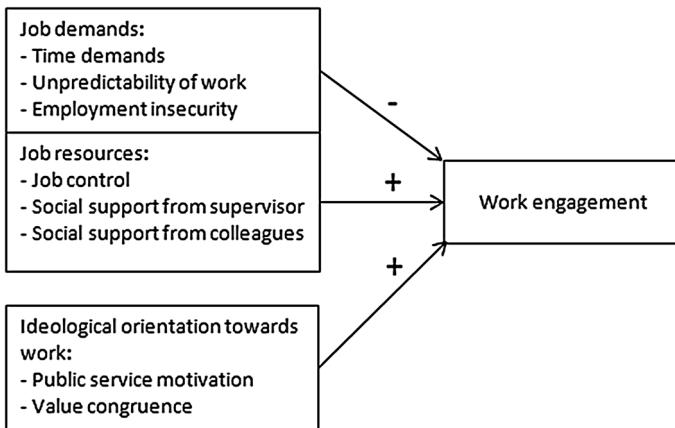 Job demands:
- Time demands
- Unpredictability of work
- Employment insecurity
-
Job resources:
- Job control
- Social support from supervisor
- Social support from colleagues
+
Work engagement
+
Ideological orientation towards
work:
- Public service motivation
- Value congruence